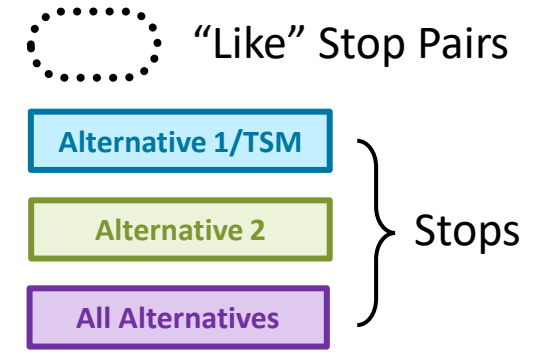 “Like” Stop Pairs
Alternative 1/TSM
Alternative 2
Stops
All Alternatives